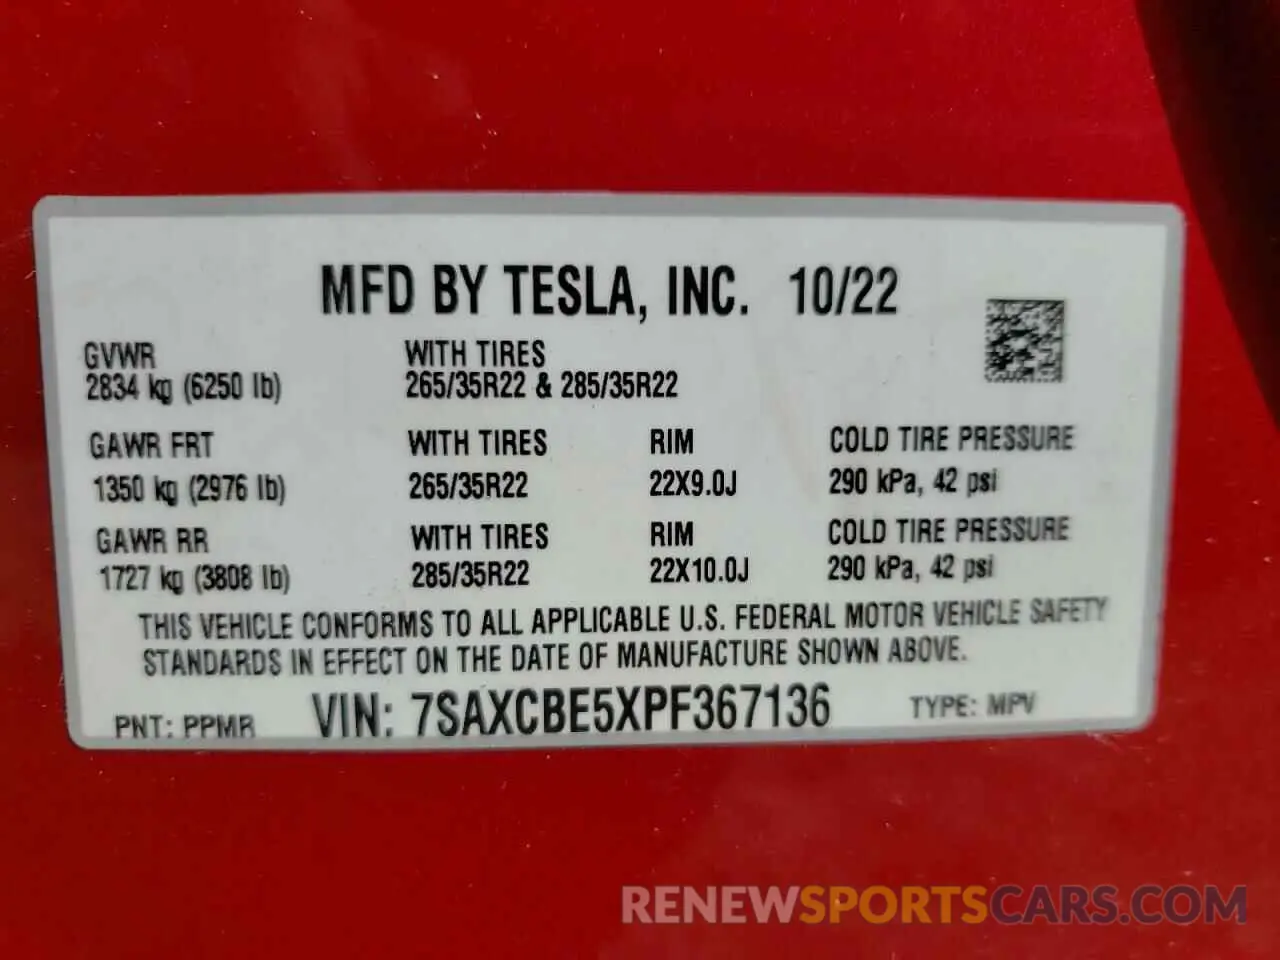 MFD BY TESLA, INC. 10/22
GVWR WITH TIRES
2834 kg (6250 lb) 265/35R22 & 285/35R22
GAWR FRT WITH TIRES RIM COLD TIRE PRESSURE
1350 kg (2976 lb) 265/35R22 22X9.0J 290 kPa, 42 psi
GAWR RR WITH TIRES RIM COLD TIRE PRESSURE
1727 kg (3808 lb) 285/35R22 22X10.0J 290 kPa, 42 psi
THIS VEHICLE CONFORMS TO ALL APPLICABLE U.S. FEDERAL MOTOR VEHICLE SAFETY
STANDARDS IN EFFECT ON THE DATE OF MANUFACTURE SHOWN ABOVE.
PNT: PPMR VIN: 7SAXCBE5XPF367136 TYPE: MPV
RENEWSPORTSCARS.COM